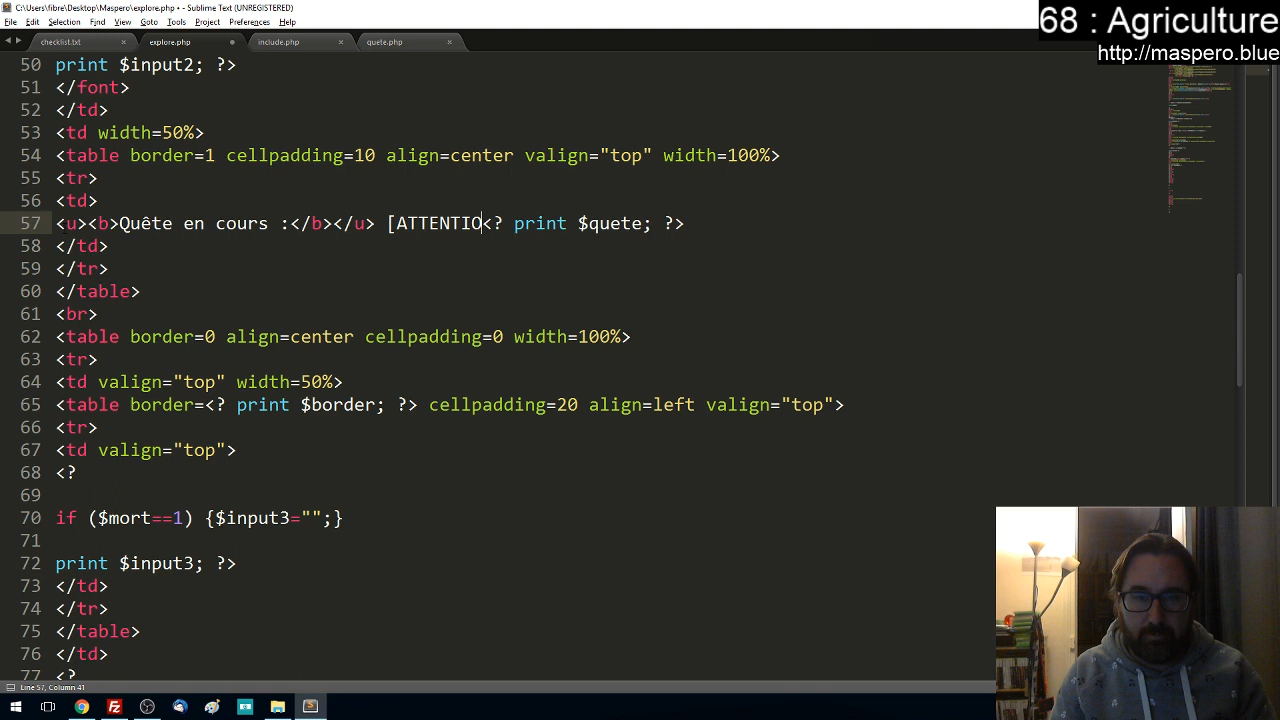 C:\Users\fibre\Desktop\Maspero\explore.php • - Sublime Text (UNREGISTERED)
File Edit Selection Find View Goto Tools Project Preferences Help
68 : Agriculture
http://maspero.blue
checklist.txt explore.php include.php quete.php
50 print $input2; ?>
51 </font>
52 </td>
53 <td width=50%>
54 <table border=1 cellpadding=10 align=center valign="top" width=100%>
55 <tr>
56 <td>
57 <u><b>Quête en cours :</b></u> [ATTENTIO<? print $quete; ?>
58 </td>
59 </tr>
60 </table>
61 <br>
62 <table border=0 align=center cellpadding=0 width=100%>
63 <tr>
64 <td valign="top" width=50%>
65 <table border=<? print $border; ?> cellpadding=20 align=left valign="top">
66 <tr>
67 <td valign="top">
68 <?
69
70 if ($mort==1) {$input3="";}
71
72 print $input3; ?>
73 </td>
74 </tr>
75 </table>
76 </td>
77 <?
Line 57, Column 41